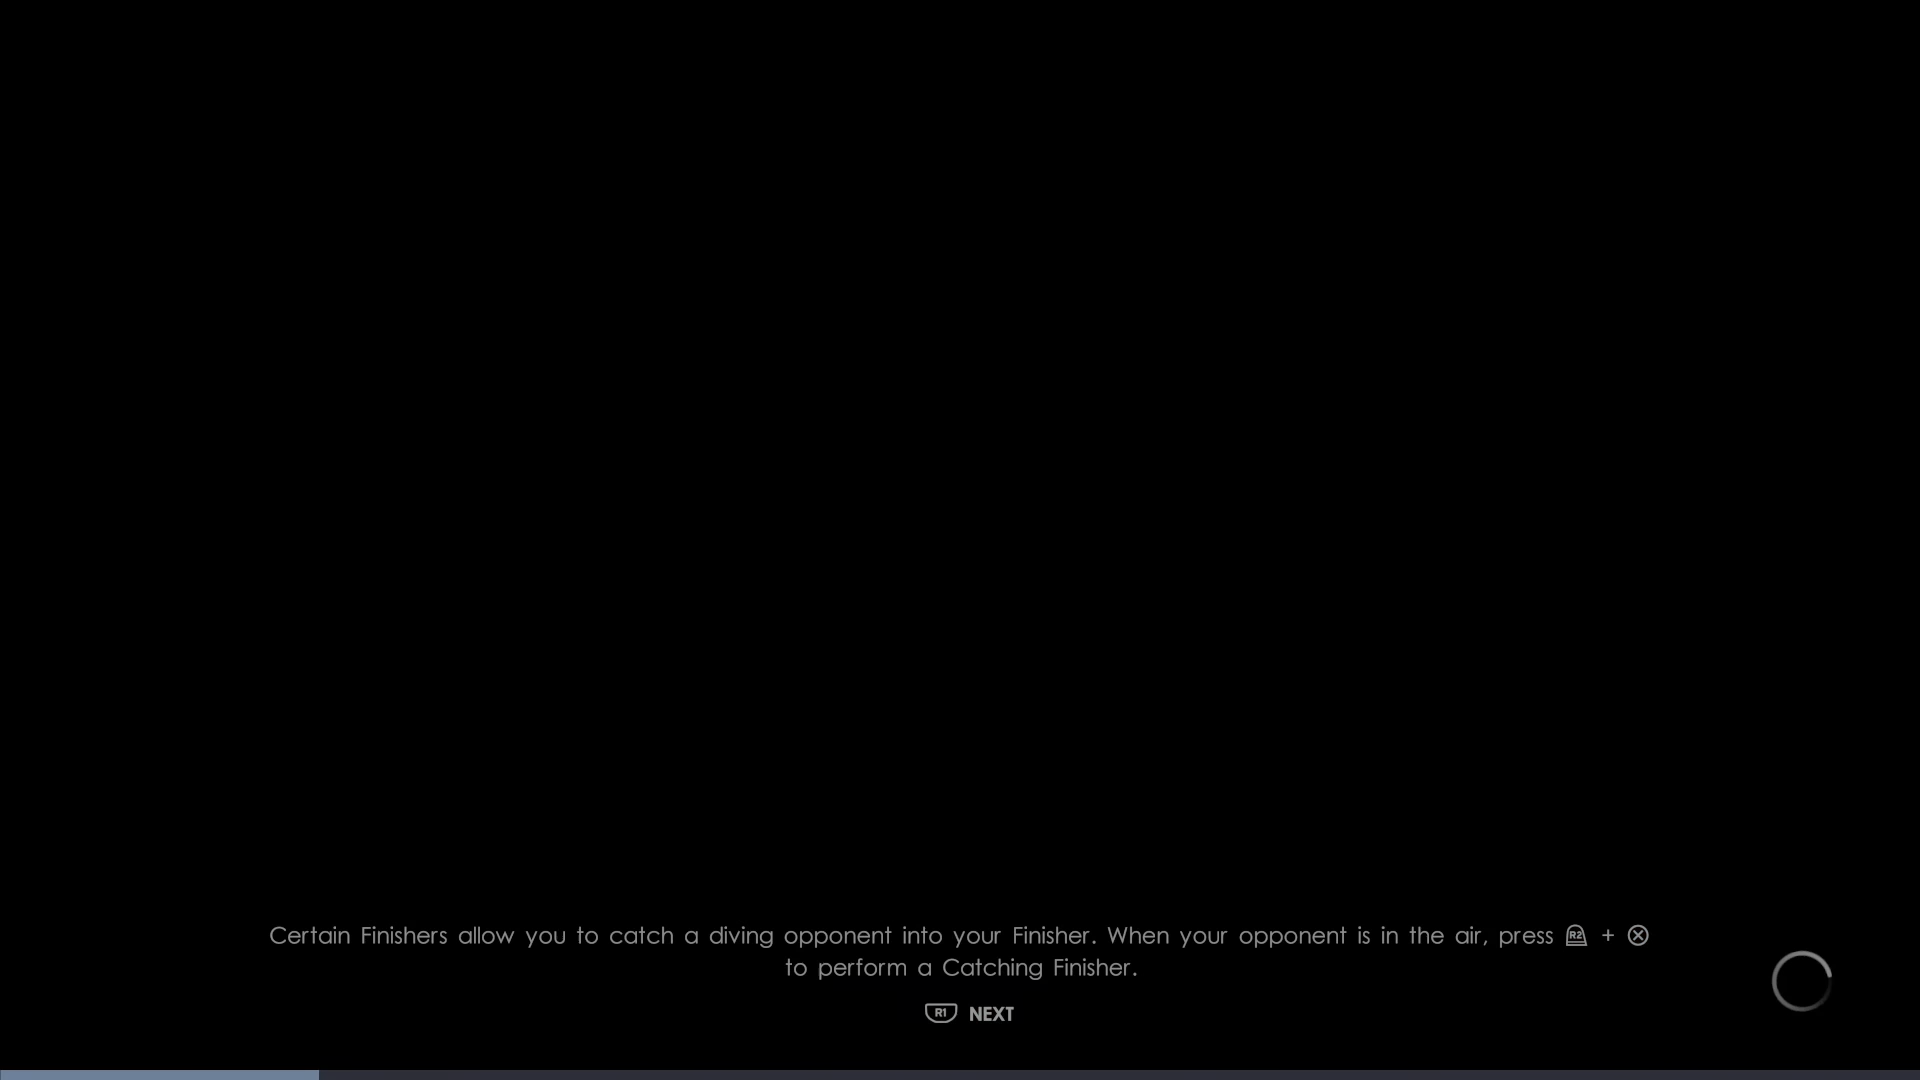 Certain Finishers allow you to catch a diving opponent into your Finisher. When your opponent is in the air, press R2 + ⊗
to perform a Catching Finisher.
R1 NEXT